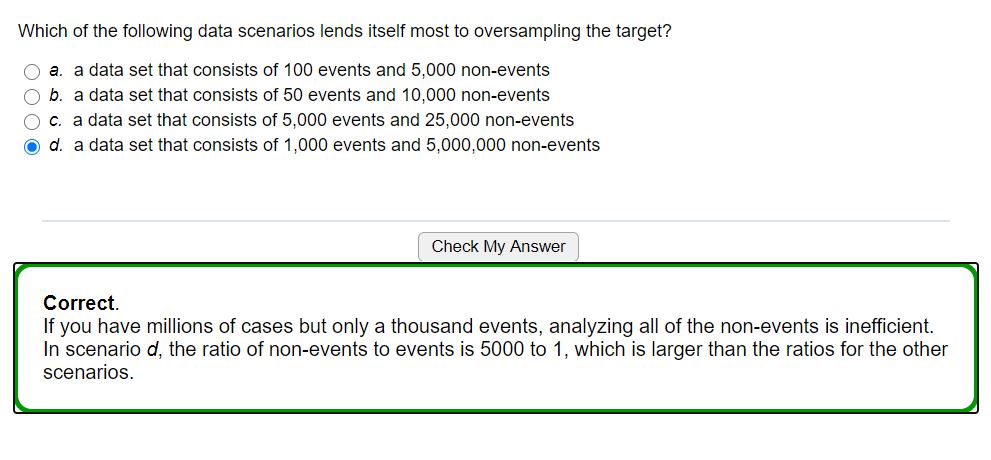 Which of the following data scenarios lends itself most to oversampling the target?
a. a data set that consists of 100 events and 5,000 non-events
b. a data set that consists of 50 events and 10,000 non-events
c. a data set that consists of 5,000 events and 25,000 non-events
d. a data set that consists of 1,000 events and 5,000,000 non-events
Check My Answer
Correct.
If you have millions of cases but only a thousand events, analyzing all of the non-events is inefficient.
In scenario d, the ratio of non-events to events is 5000 to 1, which is larger than the ratios for the other
scenarios.